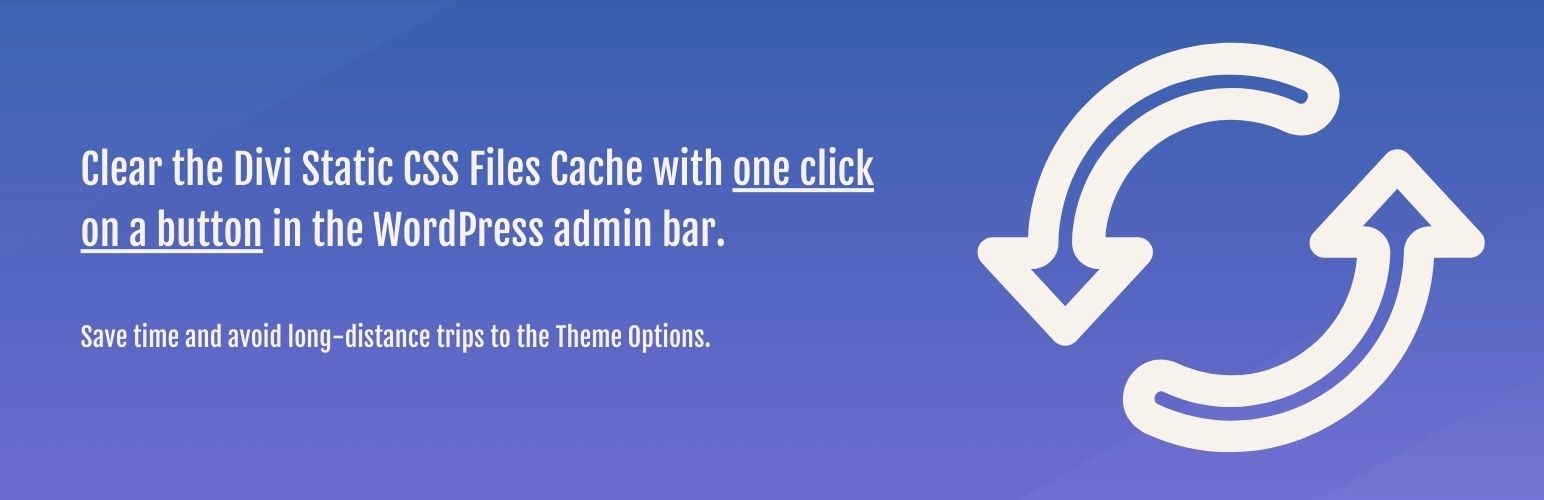 Clear the Divi Static CSS Files Cache with one click
on a button in the WordPress admin bar.
Save time and avoid long-distance trips to the Theme Options.